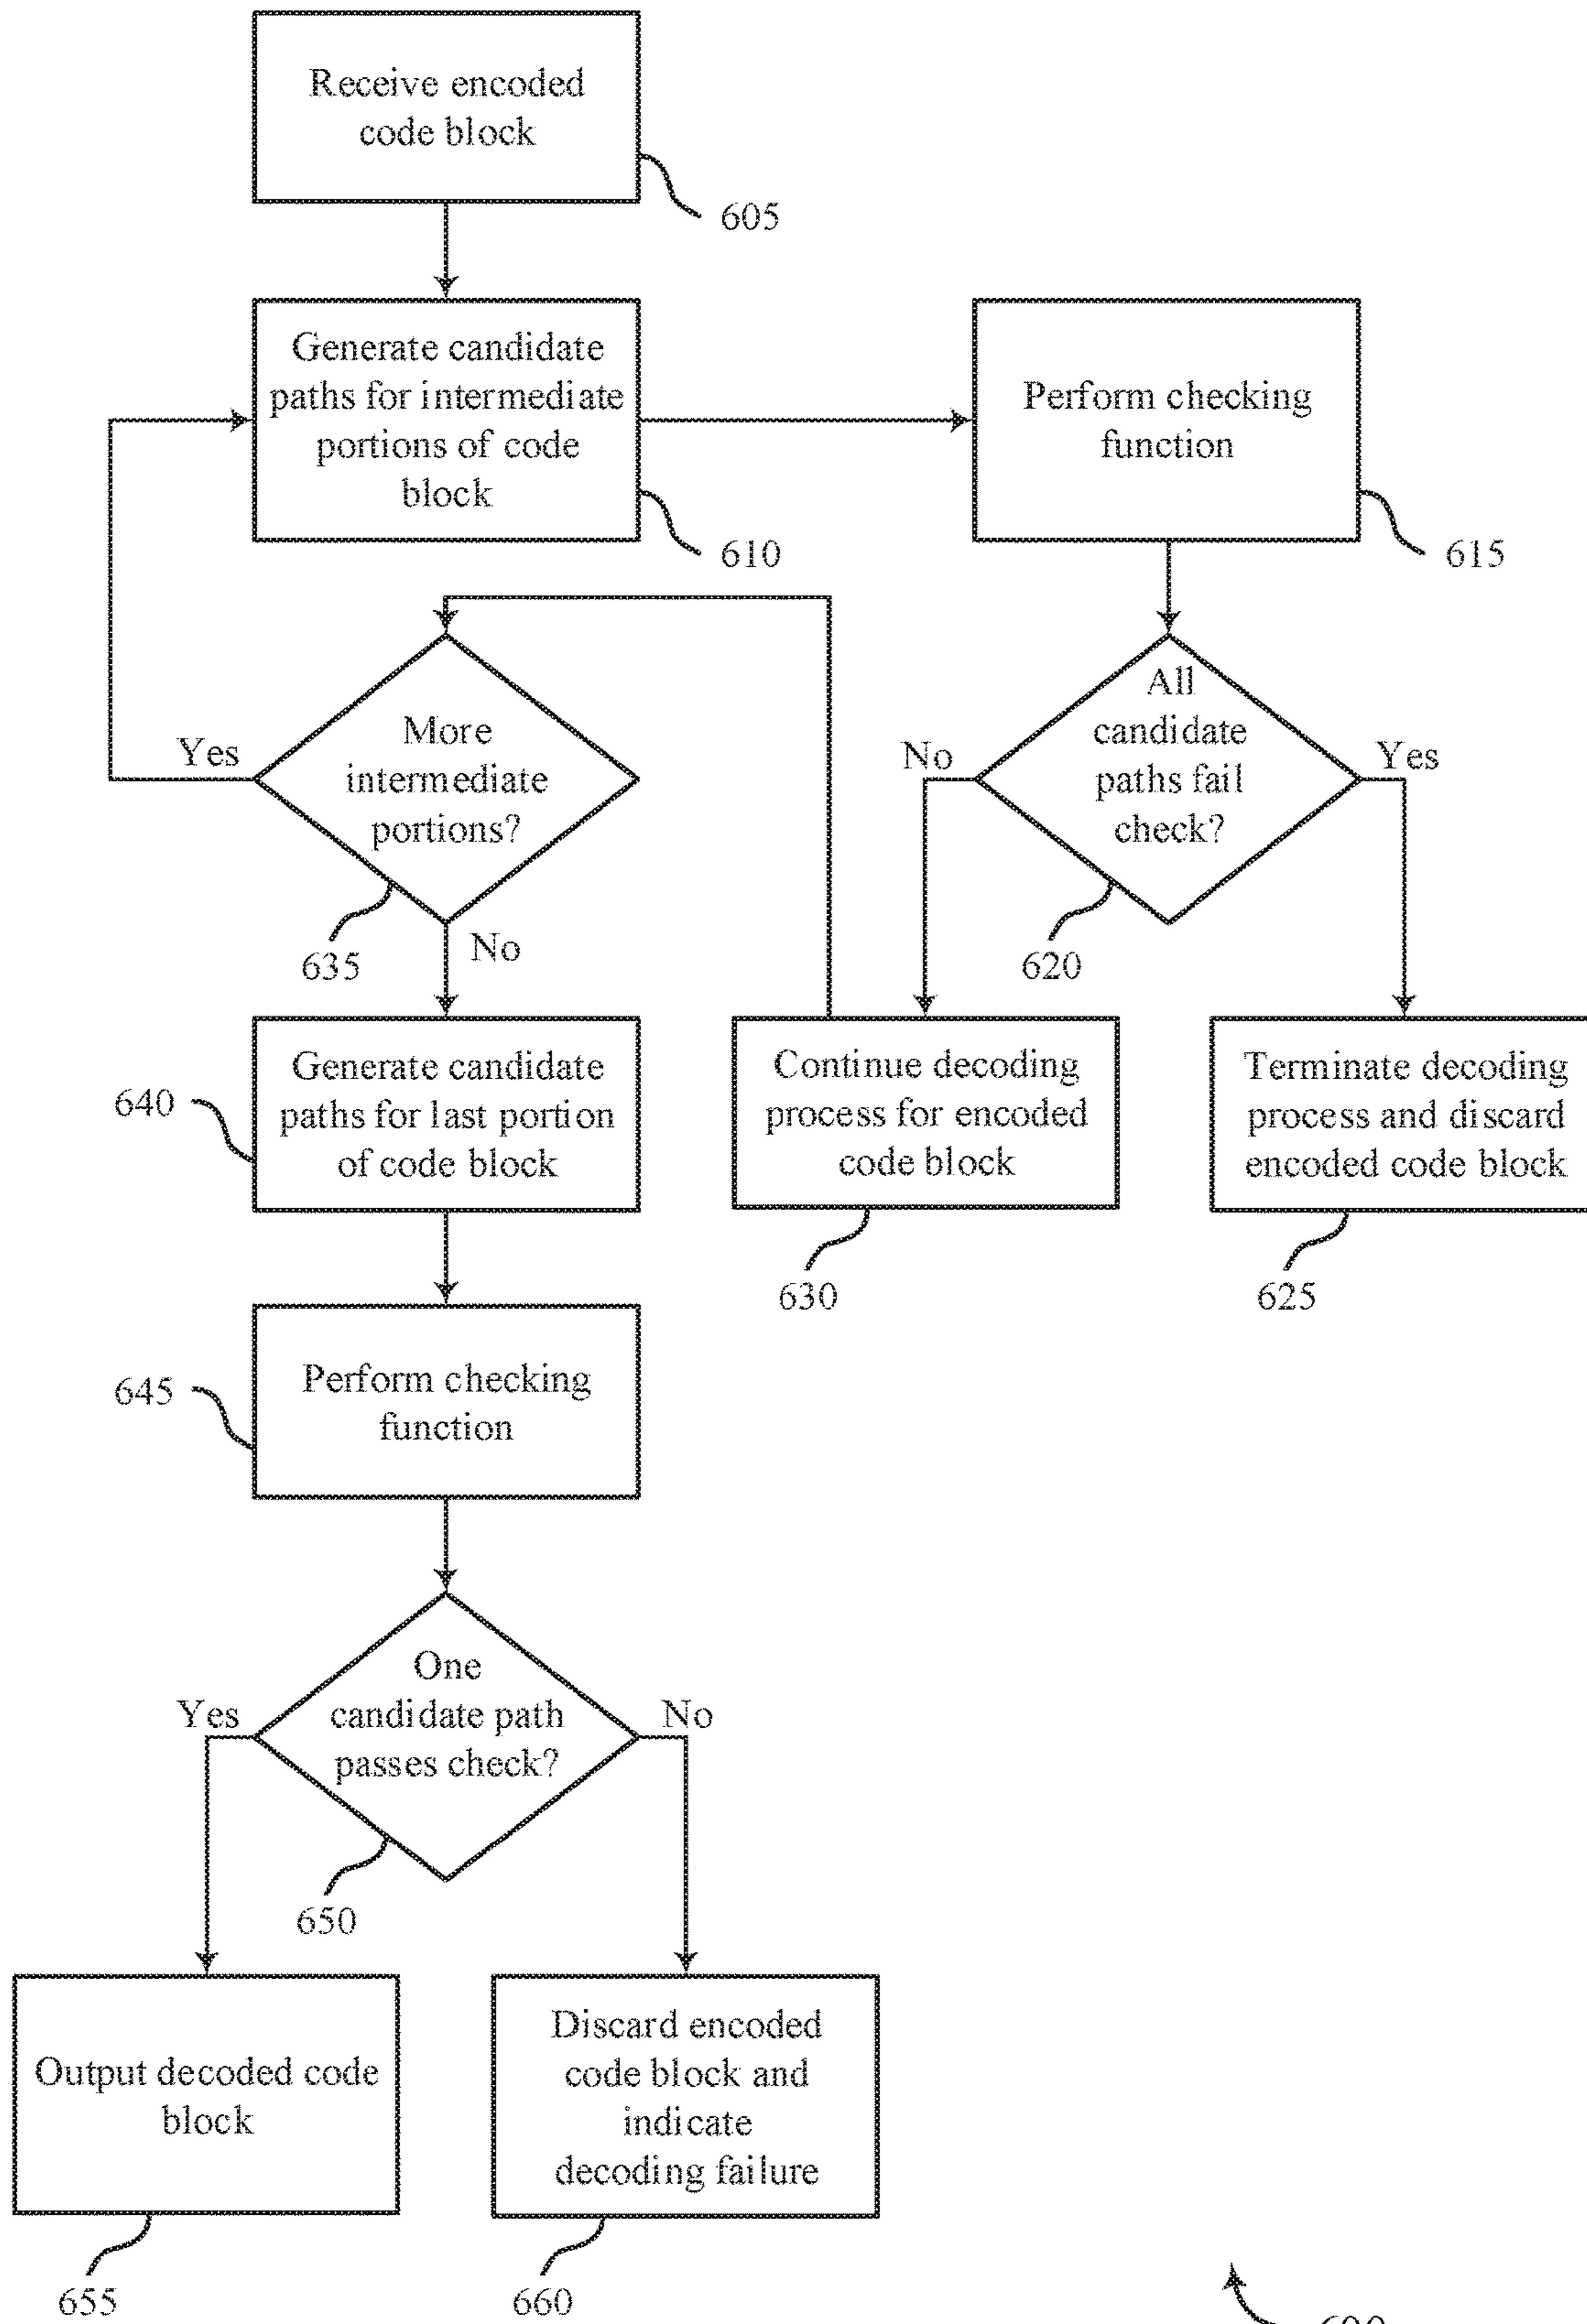 Receive encoded
code block
605
Generate candidate
paths for intermediate
portions of code
block
610
Perform checking
function
615
More
intermediate
portions?
Yes
No
635
All
candidate
paths fail
check?
No
Yes
620
Generate candidate
paths for last portion
of code block
640
Continue decoding
process for encoded
code block
630
Terminate decoding
process and discard
encoded code block
625
Perform checking
function
645
One
candidate path
passes check?
Yes
No
650
Output decoded code
block
655
Discard encoded
code block and
indicate
decoding failure
660